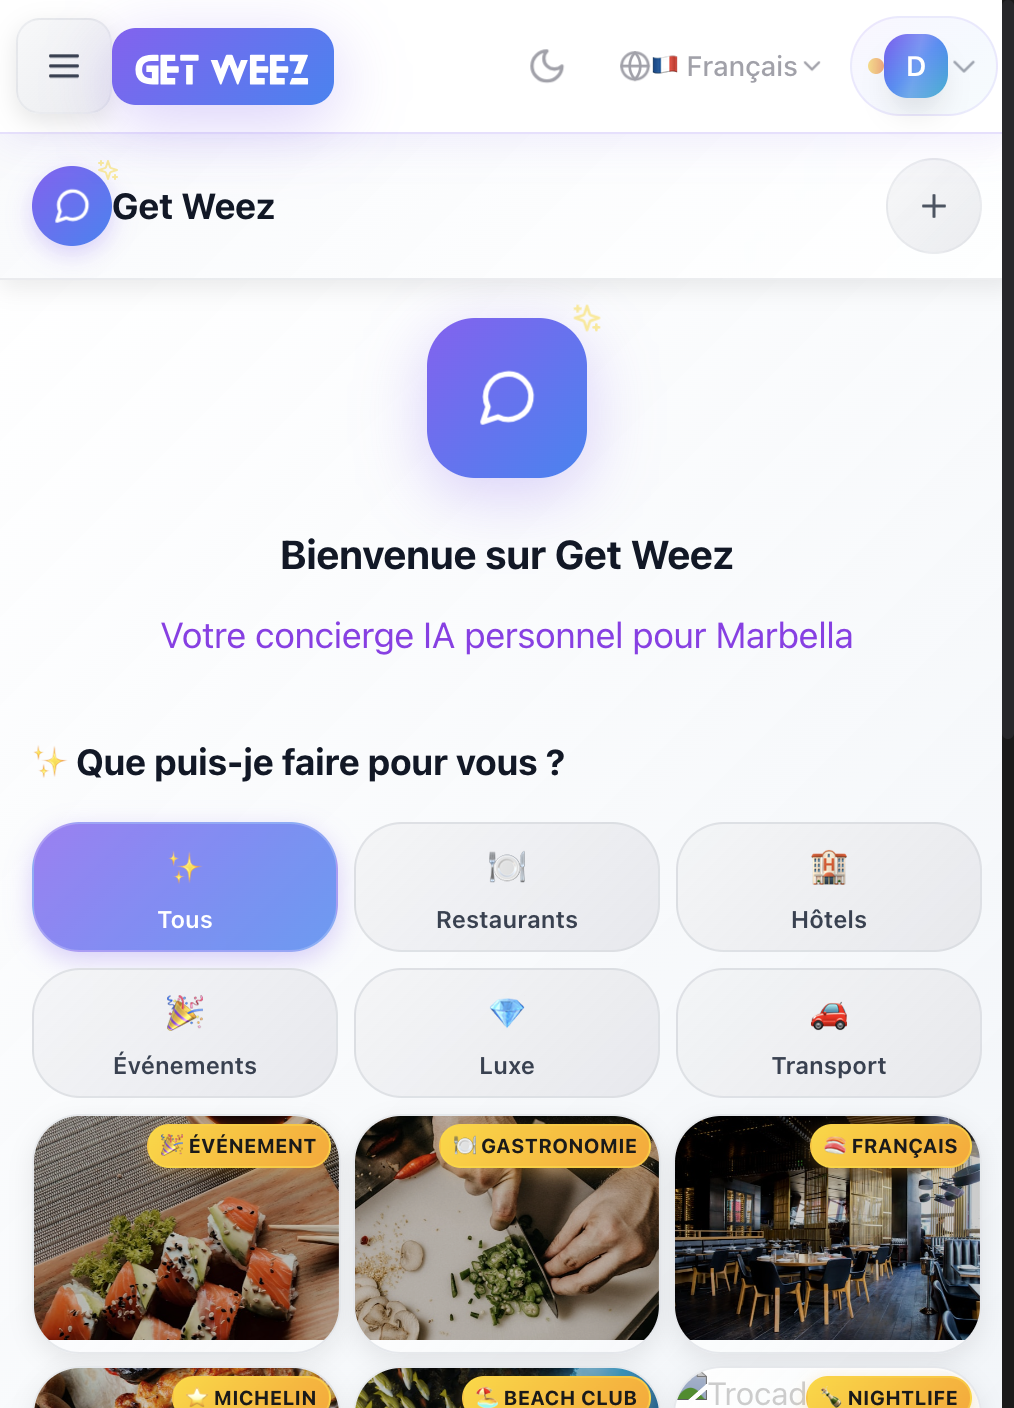 GET WEEZ
Français
D
Get Weez
Bienvenue sur Get Weez
Votre concierge IA personnel pour Marbella
Que puis-je faire pour vous ?
Tous
Restaurants
Hôtels
Événements
Luxe
Transport
ÉVÉNEMENT
GASTRONOMIE
FRANÇAIS
MICHELIN
BEACH CLUB
Trocad
NIGHTLIFE